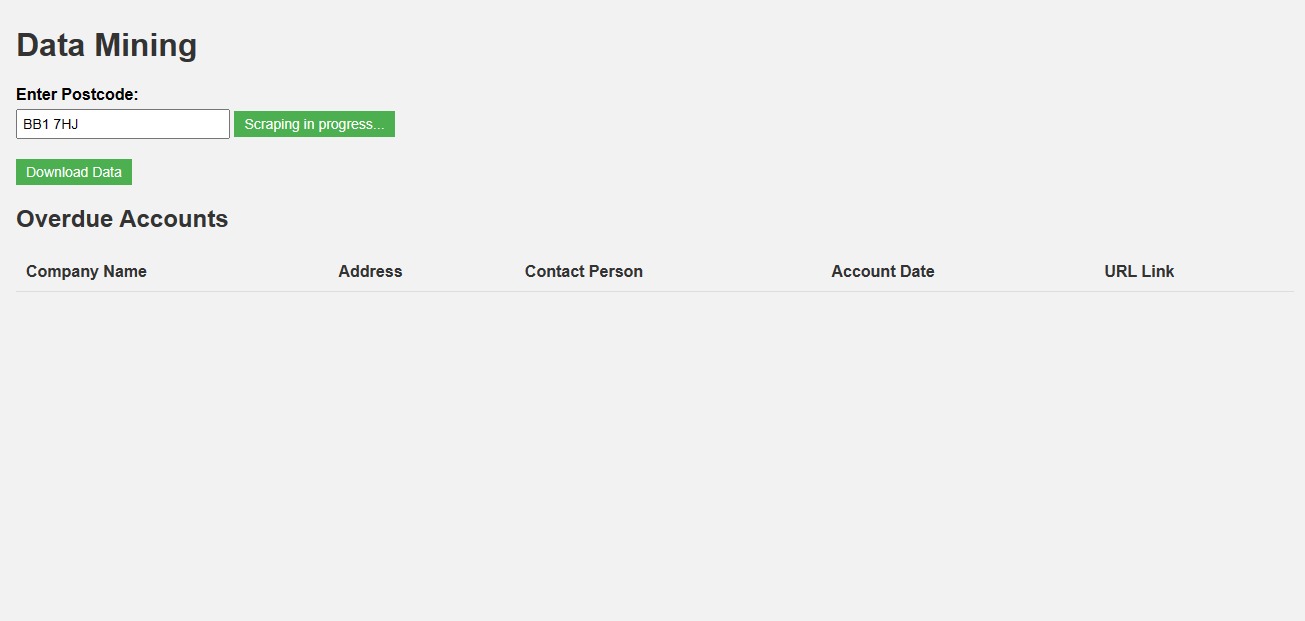 Data Mining
Enter Postcode:
BB1 7HJ Scraping in progress...
Download Data
Overdue Accounts
Company Name Address Contact Person Account Date URL Link